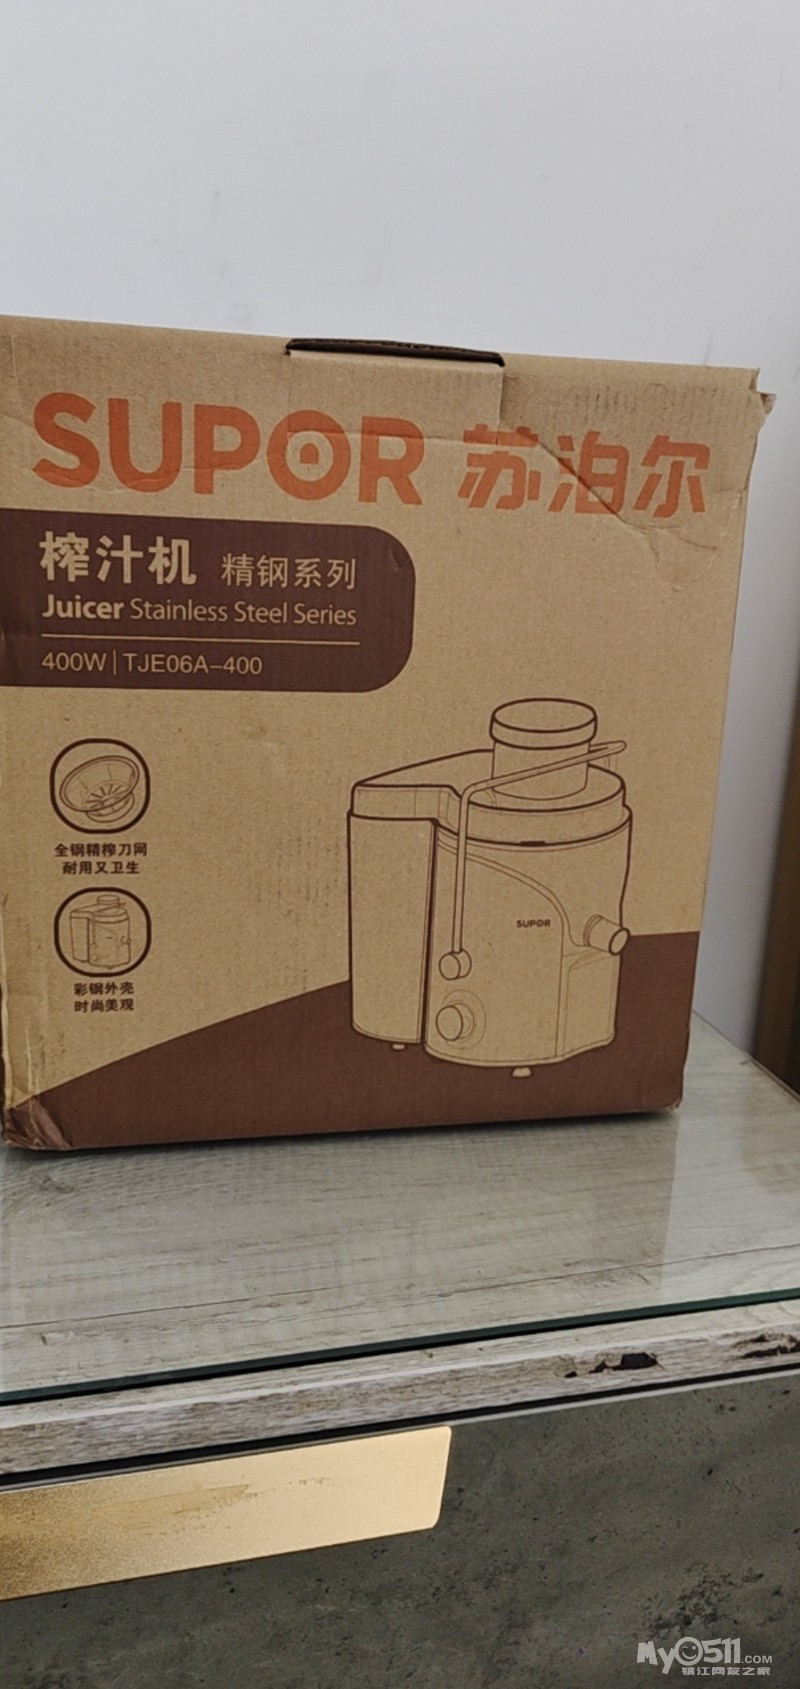 SUPOR 苏泊尔
榨汁机 精钢系列
Juicer Stainless Steel Series
400W | TJE06A-400
全钢精榨刀网
耐用又卫生
彩钢外壳
时尚美观
SUPOR
My0511.COM
镇江网友之家